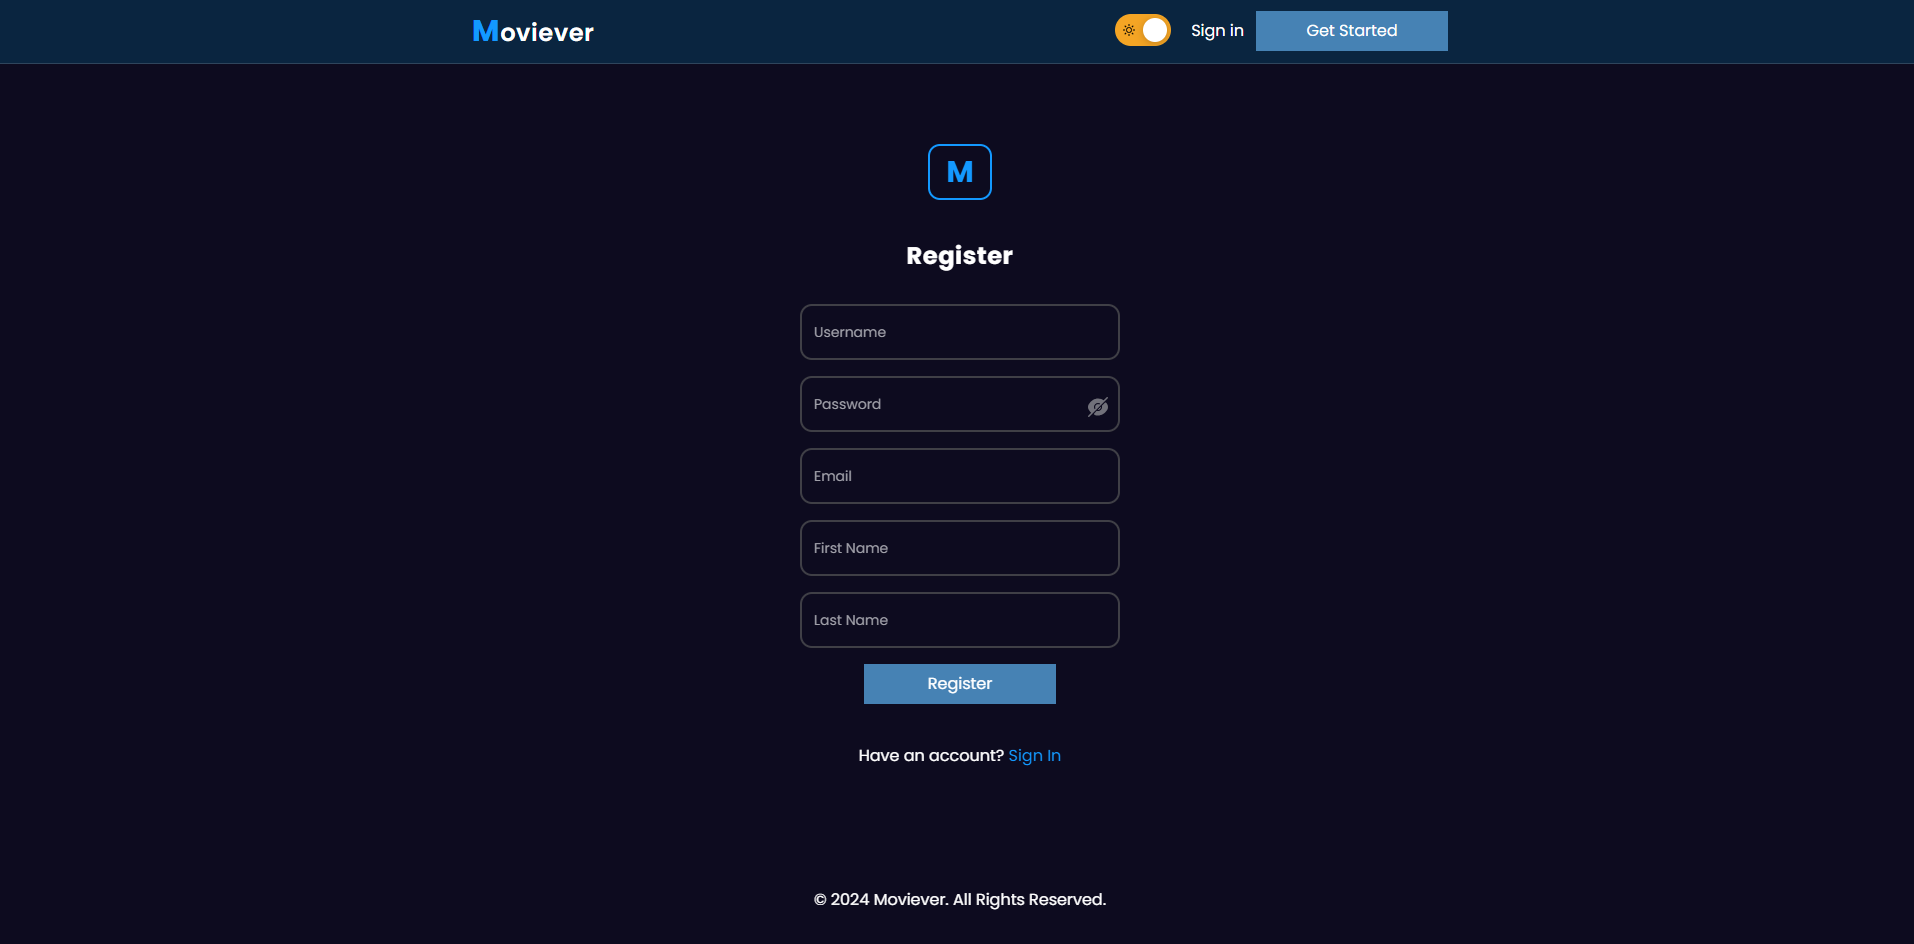 Moviever
Sign in
Get Started
M
Register
Username
Password
Email
First Name
Last Name
Register
Have an account? Sign In
© 2024 Moviever. All Rights Reserved.